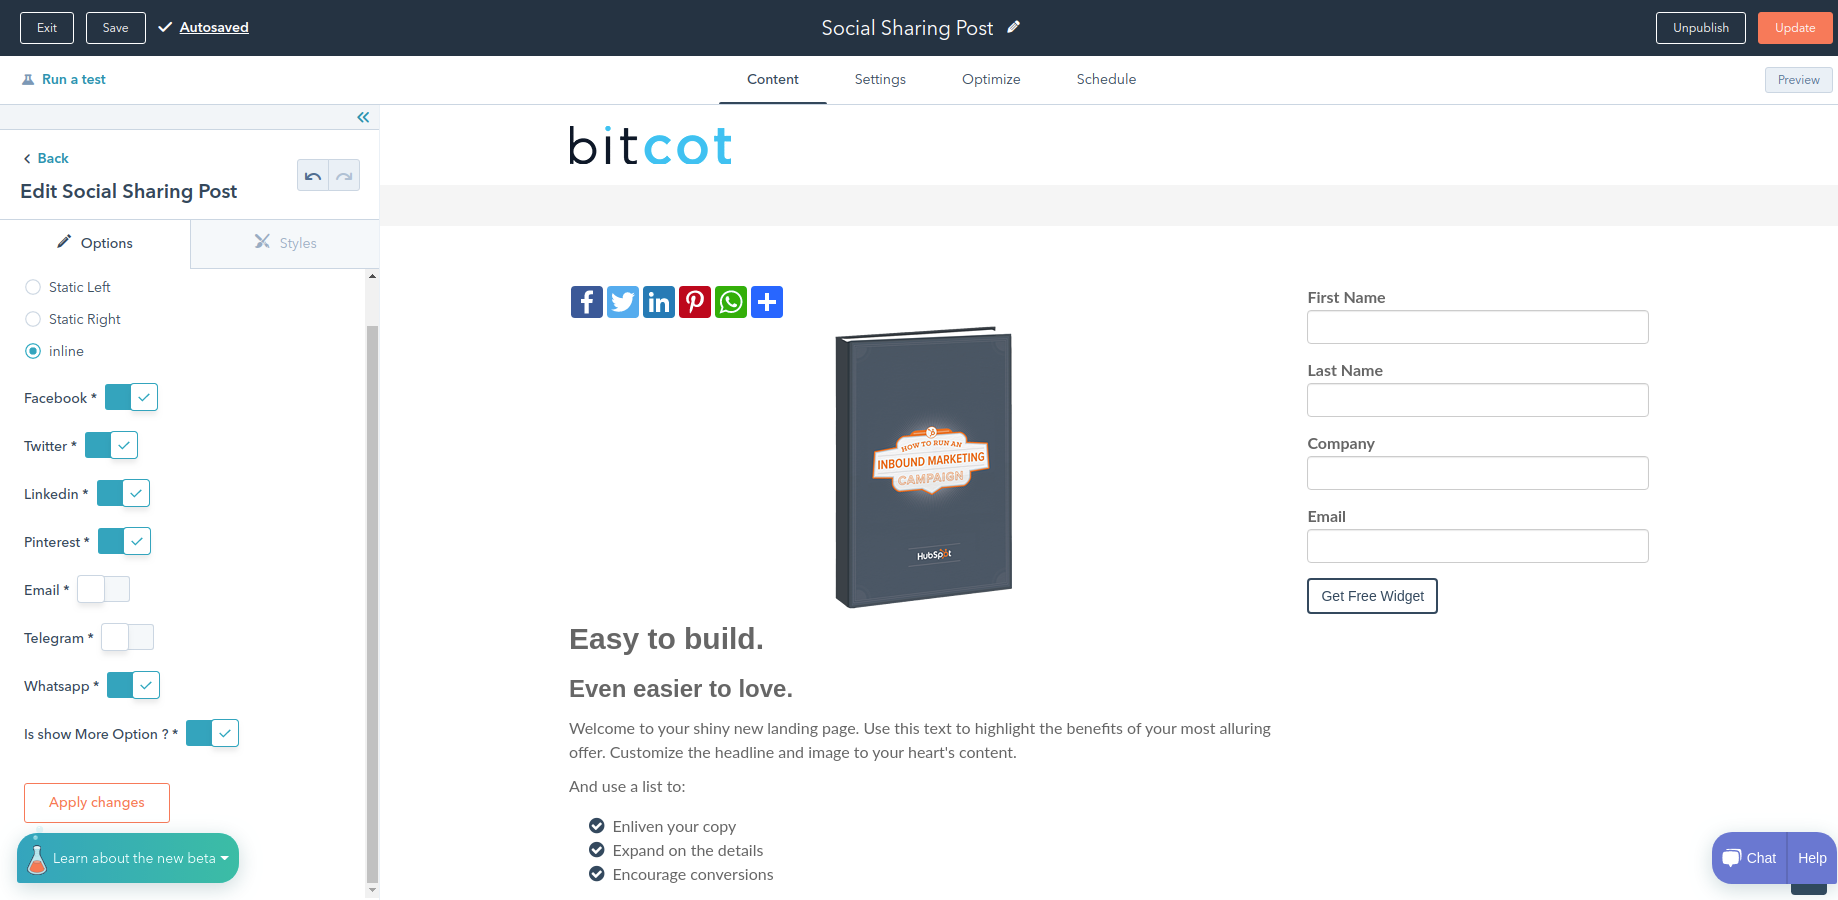 Exit
Save
Autosaved
Social Sharing Post
Unpublish
Update
Run a test
Content
Settings
Optimize
Schedule
Preview
Back
Edit Social Sharing Post
Options
Styles
Static Left
Static Right
inline
Facebook *
Twitter *
Linkedin *
Pinterest *
Email *
Telegram *
Whatsapp *
Is show More Option ? *
Apply changes
Learn about the new beta
bitcot
HOW TO RUN AN
INBOUND MARKETING
CAMPAIGN
HubSpot
Easy to build.
Even easier to love.
Welcome to your shiny new landing page. Use this text to highlight the benefits of your most alluring
offer. Customize the headline and image to your heart's content.
And use a list to:
Enliven your copy
Expand on the details
Encourage conversions
First Name
Last Name
Company
Email
Get Free Widget
Chat
Help